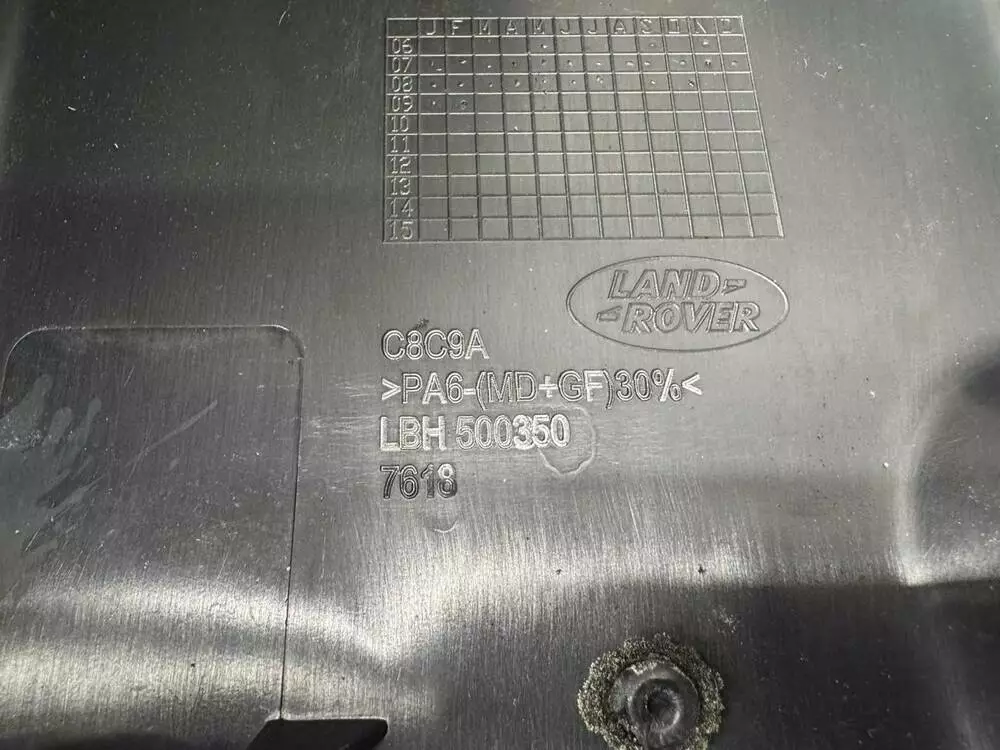 J F M A M J J A S O N D
06
07
08
09
10
11
12
13
14
15
LAND
ROVER
C8C9A
>PA6-(MD+GF)30%<
LBH 500350
7618